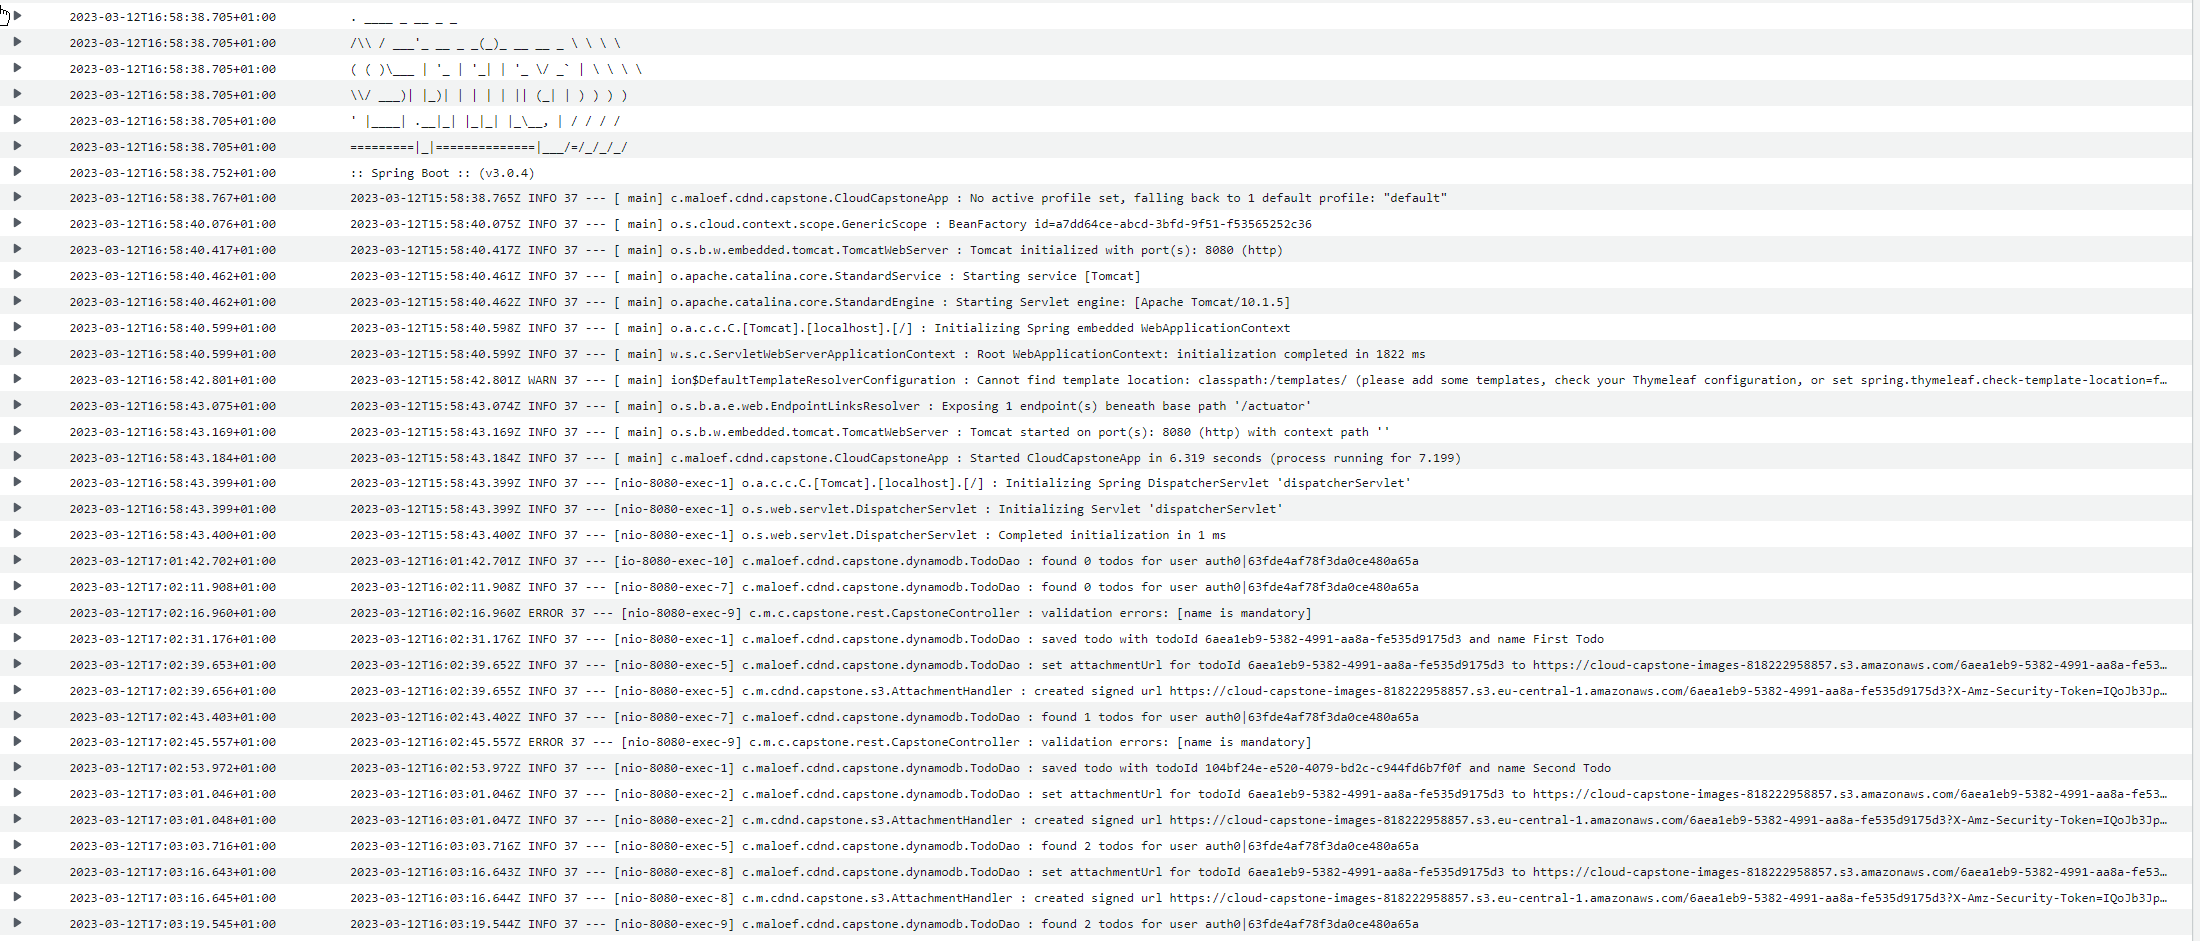 2023-03-12T16:58:38.705+01:00 . ____ _ __ _ _
2023-03-12T16:58:38.705+01:00 /\\ / ___'_ __ _ _(_)_ __ __ _ \ \ \ \
2023-03-12T16:58:38.705+01:00 ( ( )\___ | '_ | '_| | '_ \/ _` | \ \ \ \
2023-03-12T16:58:38.705+01:00 \\/ ___)| |_)| | | | | || (_| | ) ) ) )
2023-03-12T16:58:38.705+01:00 ' |____| .__|_| |_|_| |_\__, | / / / /
2023-03-12T16:58:38.705+01:00 =========|_|==============|___/=/_/_/_/
2023-03-12T16:58:38.752+01:00 :: Spring Boot :: (v3.0.4)
2023-03-12T16:58:38.767+01:00 2023-03-12T15:58:38.765Z INFO 37 --- [ main] c.maloef.cdnd.capstone.CloudCapstoneApp : No active profile set, falling back to 1 default profile: "default"
2023-03-12T16:58:40.076+01:00 2023-03-12T15:58:40.075Z INFO 37 --- [ main] o.s.cloud.context.scope.GenericScope : BeanFactory id=a7dd64ce-abcd-3bfd-9f51-f53565252c36
2023-03-12T16:58:40.417+01:00 2023-03-12T15:58:40.417Z INFO 37 --- [ main] o.s.b.w.embedded.tomcat.TomcatWebServer : Tomcat initialized with port(s): 8080 (http)
2023-03-12T16:58:40.462+01:00 2023-03-12T15:58:40.461Z INFO 37 --- [ main] o.apache.catalina.core.StandardService : Starting service [Tomcat]
2023-03-12T16:58:40.462+01:00 2023-03-12T15:58:40.462Z INFO 37 --- [ main] o.apache.catalina.core.StandardEngine : Starting Servlet engine: [Apache Tomcat/10.1.5]
2023-03-12T16:58:40.599+01:00 2023-03-12T15:58:40.598Z INFO 37 --- [ main] o.a.c.c.C.[Tomcat].[localhost].[/] : Initializing Spring embedded WebApplicationContext
2023-03-12T16:58:40.599+01:00 2023-03-12T15:58:40.599Z INFO 37 --- [ main] w.s.c.ServletWebServerApplicationContext : Root WebApplicationContext: initialization completed in 1822 ms
2023-03-12T16:58:42.801+01:00 2023-03-12T15:58:42.801Z WARN 37 --- [ main] ion$DefaultTemplateResolverConfiguration : Cannot find template location: classpath:/templates/ (please add some templates, check your Thymeleaf configuration, or set spring.thymeleaf.check-template-location=f…
2023-03-12T16:58:43.075+01:00 2023-03-12T15:58:43.074Z INFO 37 --- [ main] o.s.b.a.e.web.EndpointLinksResolver : Exposing 1 endpoint(s) beneath base path '/actuator'
2023-03-12T16:58:43.169+01:00 2023-03-12T15:58:43.169Z INFO 37 --- [ main] o.s.b.w.embedded.tomcat.TomcatWebServer : Tomcat started on port(s): 8080 (http) with context path ''
2023-03-12T16:58:43.184+01:00 2023-03-12T15:58:43.184Z INFO 37 --- [ main] c.maloef.cdnd.capstone.CloudCapstoneApp : Started CloudCapstoneApp in 6.319 seconds (process running for 7.199)
2023-03-12T16:58:43.399+01:00 2023-03-12T15:58:43.399Z INFO 37 --- [nio-8080-exec-1] o.a.c.c.C.[Tomcat].[localhost].[/] : Initializing Spring DispatcherServlet 'dispatcherServlet'
2023-03-12T16:58:43.399+01:00 2023-03-12T15:58:43.399Z INFO 37 --- [nio-8080-exec-1] o.s.web.servlet.DispatcherServlet : Initializing Servlet 'dispatcherServlet'
2023-03-12T16:58:43.400+01:00 2023-03-12T15:58:43.400Z INFO 37 --- [nio-8080-exec-1] o.s.web.servlet.DispatcherServlet : Completed initialization in 1 ms
2023-03-12T17:01:42.702+01:00 2023-03-12T16:01:42.701Z INFO 37 --- [io-8080-exec-10] c.maloef.cdnd.capstone.dynamodb.TodoDao : found 0 todos for user auth0|63fde4af78f3da0ce480a65a
2023-03-12T17:02:11.908+01:00 2023-03-12T16:02:11.908Z INFO 37 --- [nio-8080-exec-7] c.maloef.cdnd.capstone.dynamodb.TodoDao : found 0 todos for user auth0|63fde4af78f3da0ce480a65a
2023-03-12T17:02:16.960+01:00 2023-03-12T16:02:16.960Z ERROR 37 --- [nio-8080-exec-9] c.m.c.capstone.rest.CapstoneController : validation errors: [name is mandatory]
2023-03-12T17:02:31.176+01:00 2023-03-12T16:02:31.176Z INFO 37 --- [nio-8080-exec-1] c.maloef.cdnd.capstone.dynamodb.TodoDao : saved todo with todoId 6aea1eb9-5382-4991-aa8a-fe535d9175d3 and name First Todo
2023-03-12T17:02:39.653+01:00 2023-03-12T16:02:39.652Z INFO 37 --- [nio-8080-exec-5] c.maloef.cdnd.capstone.dynamodb.TodoDao : set attachmentUrl for todoId 6aea1eb9-5382-4991-aa8a-fe535d9175d3 to https://cloud-capstone-images-818222958857.s3.amazonaws.com/6aea1eb9-5382-4991-aa8a-fe53…
2023-03-12T17:02:39.656+01:00 2023-03-12T16:02:39.655Z INFO 37 --- [nio-8080-exec-5] c.m.cdnd.capstone.s3.AttachmentHandler : created signed url https://cloud-capstone-images-818222958857.s3.eu-central-1.amazonaws.com/6aea1eb9-5382-4991-aa8a-fe535d9175d3?X-Amz-Security-Token=IQoJb3Jp…
2023-03-12T17:02:43.403+01:00 2023-03-12T16:02:43.402Z INFO 37 --- [nio-8080-exec-7] c.maloef.cdnd.capstone.dynamodb.TodoDao : found 1 todos for user auth0|63fde4af78f3da0ce480a65a
2023-03-12T17:02:45.557+01:00 2023-03-12T16:02:45.557Z ERROR 37 --- [nio-8080-exec-9] c.m.c.capstone.rest.CapstoneController : validation errors: [name is mandatory]
2023-03-12T17:02:53.972+01:00 2023-03-12T16:02:53.972Z INFO 37 --- [nio-8080-exec-1] c.maloef.cdnd.capstone.dynamodb.TodoDao : saved todo with todoId 104bf24e-e520-4079-bd2c-c944fd6b7f0f and name Second Todo
2023-03-12T17:03:01.046+01:00 2023-03-12T16:03:01.046Z INFO 37 --- [nio-8080-exec-2] c.maloef.cdnd.capstone.dynamodb.TodoDao : set attachmentUrl for todoId 6aea1eb9-5382-4991-aa8a-fe535d9175d3 to https://cloud-capstone-images-818222958857.s3.amazonaws.com/6aea1eb9-5382-4991-aa8a-fe53…
2023-03-12T17:03:01.048+01:00 2023-03-12T16:03:01.047Z INFO 37 --- [nio-8080-exec-2] c.m.cdnd.capstone.s3.AttachmentHandler : created signed url https://cloud-capstone-images-818222958857.s3.eu-central-1.amazonaws.com/6aea1eb9-5382-4991-aa8a-fe535d9175d3?X-Amz-Security-Token=IQoJb3Jp…
2023-03-12T17:03:03.716+01:00 2023-03-12T16:03:03.716Z INFO 37 --- [nio-8080-exec-5] c.maloef.cdnd.capstone.dynamodb.TodoDao : found 2 todos for user auth0|63fde4af78f3da0ce480a65a
2023-03-12T17:03:16.643+01:00 2023-03-12T16:03:16.643Z INFO 37 --- [nio-8080-exec-8] c.maloef.cdnd.capstone.dynamodb.TodoDao : set attachmentUrl for todoId 6aea1eb9-5382-4991-aa8a-fe535d9175d3 to https://cloud-capstone-images-818222958857.s3.amazonaws.com/6aea1eb9-5382-4991-aa8a-fe53…
2023-03-12T17:03:16.645+01:00 2023-03-12T16:03:16.644Z INFO 37 --- [nio-8080-exec-8] c.m.cdnd.capstone.s3.AttachmentHandler : created signed url https://cloud-capstone-images-818222958857.s3.eu-central-1.amazonaws.com/6aea1eb9-5382-4991-aa8a-fe535d9175d3?X-Amz-Security-Token=IQoJb3Jp…
2023-03-12T17:03:19.545+01:00 2023-03-12T16:03:19.544Z INFO 37 --- [nio-8080-exec-9] c.maloef.cdnd.capstone.dynamodb.TodoDao : found 2 todos for user auth0|63fde4af78f3da0ce480a65a